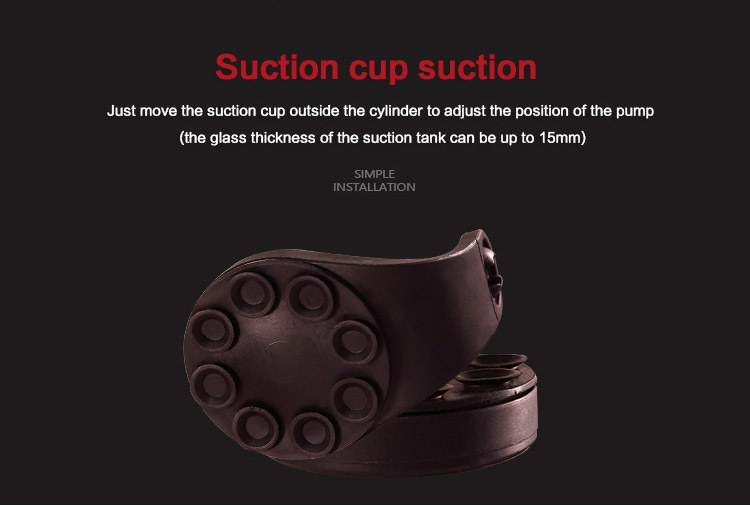 Suction cup suction
Just move the suction cup outside the cylinder to adjust the position of the pump
(the glass thickness of the suction tank can be up to 15mm)
SIMPLE
INSTALLATION